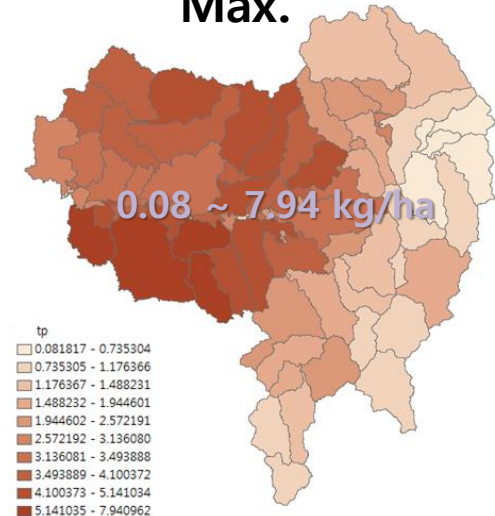 Max.
0.08 ~ 7.94 kg/ha
tp
0.081817 - 0.735304
0.735305 - 1.176366
1.176367 - 1.488231
1.488232 - 1.944601
1.944602 - 2.572191
2.572192 - 3.136080
3.136081 - 3.493888
3.493889 - 4.100372
4.100373 - 5.141034
5.141035 - 7.940962